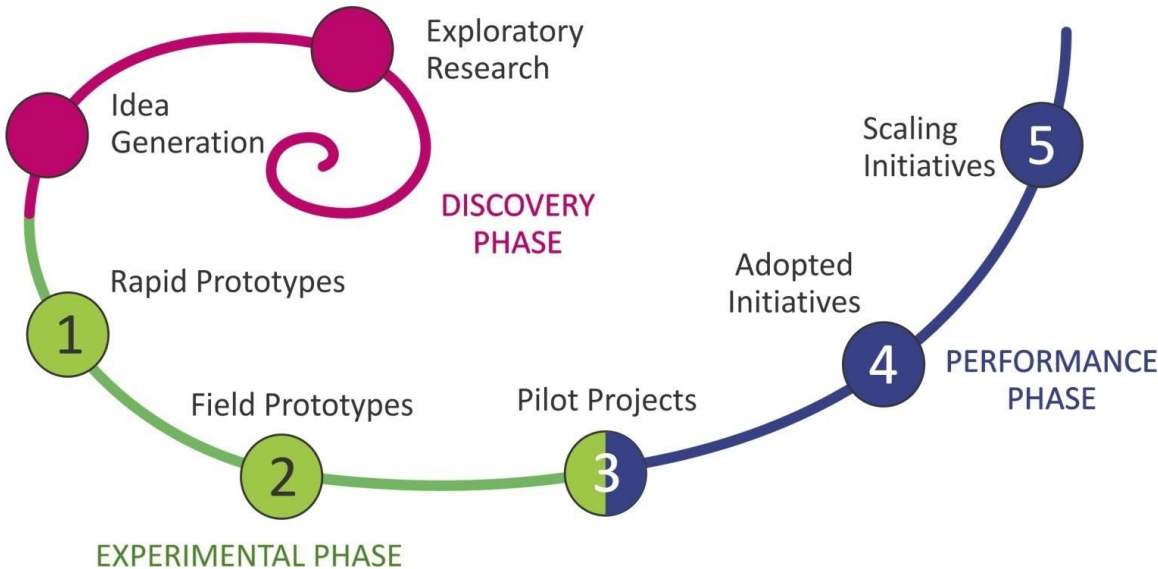 Exploratory
Research
Idea
Generation
DISCOVERY
PHASE
Rapid Prototypes
1
Field Prototypes
2
EXPERIMENTAL PHASE
Pilot Projects
3
Adopted
Initiatives
4
PERFORMANCE
PHASE
Scaling
Initiatives
5